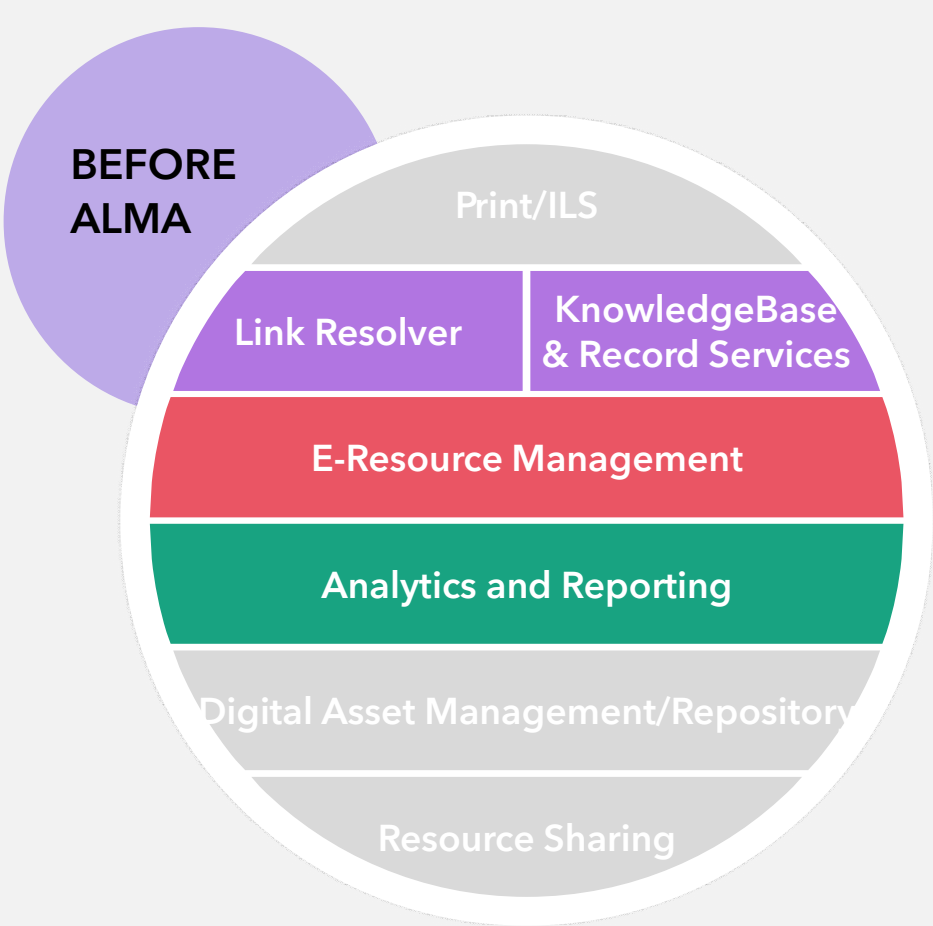 BEFORE
ALMA
Print/ILS
Link Resolver
KnowledgeBase
& Record Services
E-Resource Management
Analytics and Reporting
Digital Asset Management/Repository
Resource Sharing